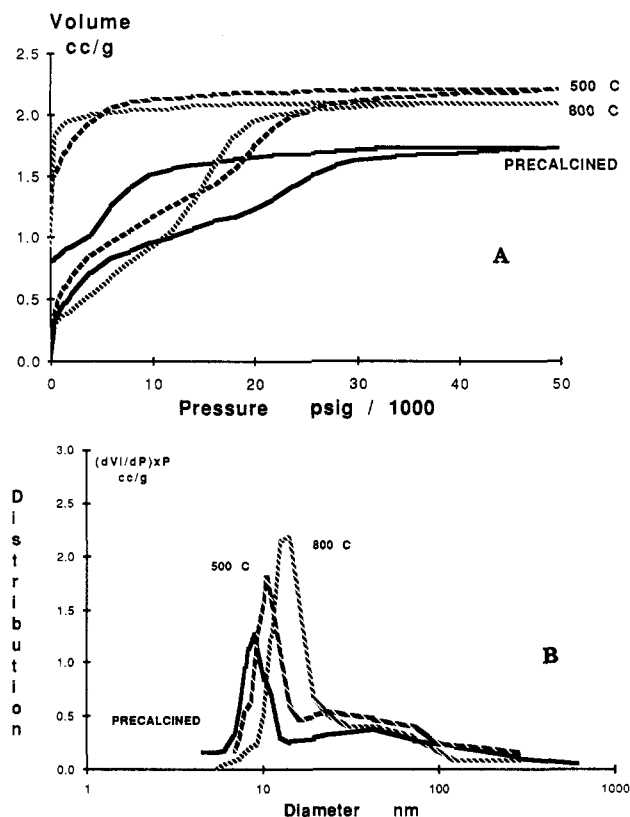 Volume
cc/g
2.5
2.0
1.5
1.0
0.5
0.0
500 C
800 C
PRECALCINED
A
0 10 20 30 40 50
Pressure psig / 1000
Distribution
3.0
2.5
2.0
1.5
1.0
0.5
0.0
(dVI/dP)xP
cc/g
500 C
800 C
PRECALCINED
B
1 10 100 1000
Diameter nm